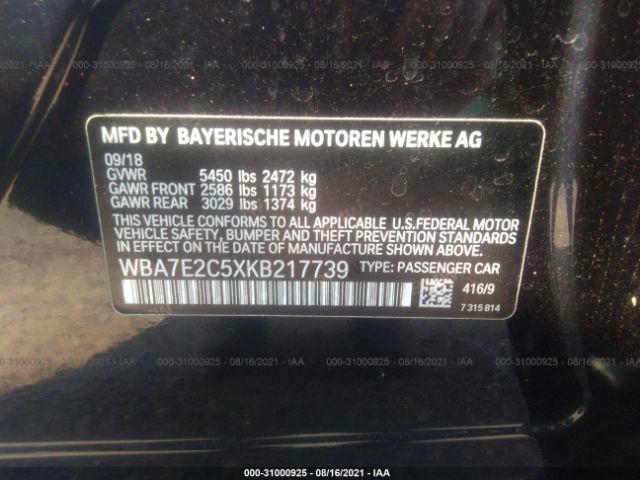 MFD BY BAYERISCHE MOTOREN WERKE AG
09/18
GVWR 5450 lbs 2472 kg
GAWR FRONT 2586 lbs 1173 kg
GAWR REAR 3029 lbs 1374 kg
THIS VEHICLE CONFORMS TO ALL APPLICABLE U.S.FEDERAL MOTOR
VEHICLE SAFETY, BUMPER AND THEFT PREVENTION STANDARDS
IN EFFECT ON THE DATE OF MANUFACTURE SHOWN ABOVE.
WBA7E2C5XKB217739 TYPE: PASSENGER CAR
416/9
7 315 814
000-31000925 - 08/16/2021 - IAA